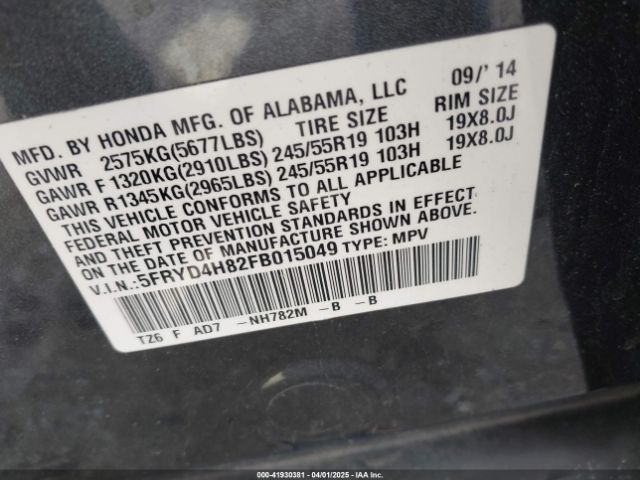 MFD. BY HONDA MFG. OF ALABAMA, LLC 09/' 14
GVWR 2575KG(5677LBS) TIRE SIZE RIM SIZE
GAWR F 1320KG(2910LBS) 245/55R19 103H 19X8.0J
GAWR R1345KG(2965LBS) 245/55R19 103H 19X8.0J
THIS VEHICLE CONFORMS TO ALL APPLICABLE
FEDERAL MOTOR VEHICLE SAFETY
AND THEFT PREVENTION STANDARDS IN EFFECT
ON THE DATE OF MANUFACTURE SHOWN ABOVE.
V.I.N.:5FRYD4H82FB015049 TYPE: MPV
TZ6 F AD7 -NH782M -B -B
000-41930381 | 04/01/2025 - IAA Inc.